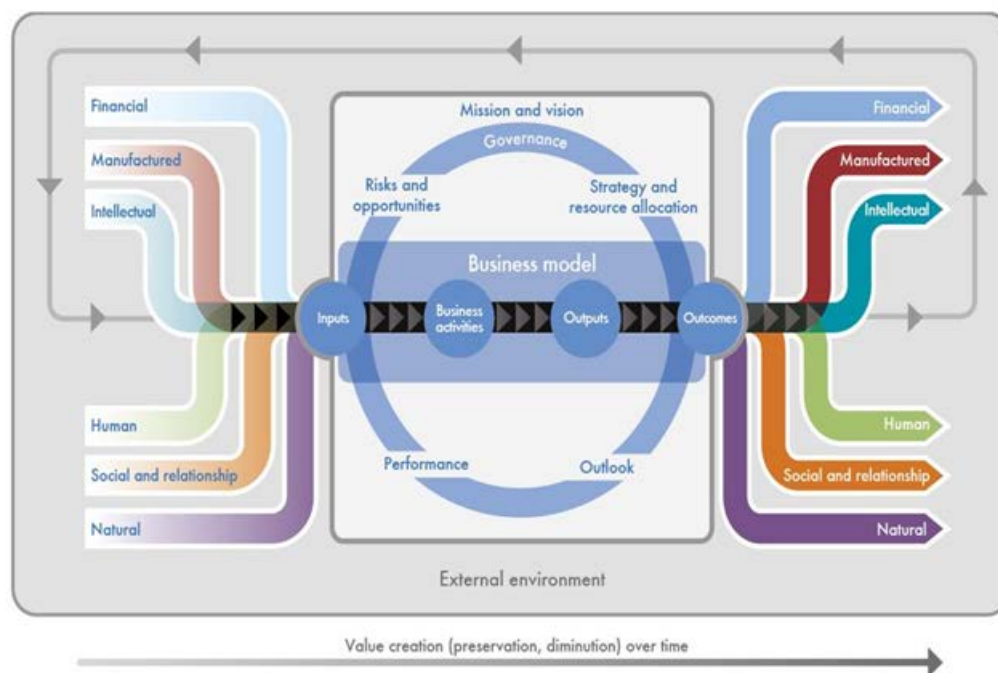 Financial
Manufactured
Intellectual
Human
Social and relationship
Natural
Mission and vision
Governance
Risks and
opportunities
Strategy and
resource allocation
Business model
Inputs
Business
activities
Outputs
Outcomes
Performance
Outlook
Financial
Manufactured
Intellectual
Human
Social and relationship
Natural
External environment
Value creation (preservation, diminution) over time